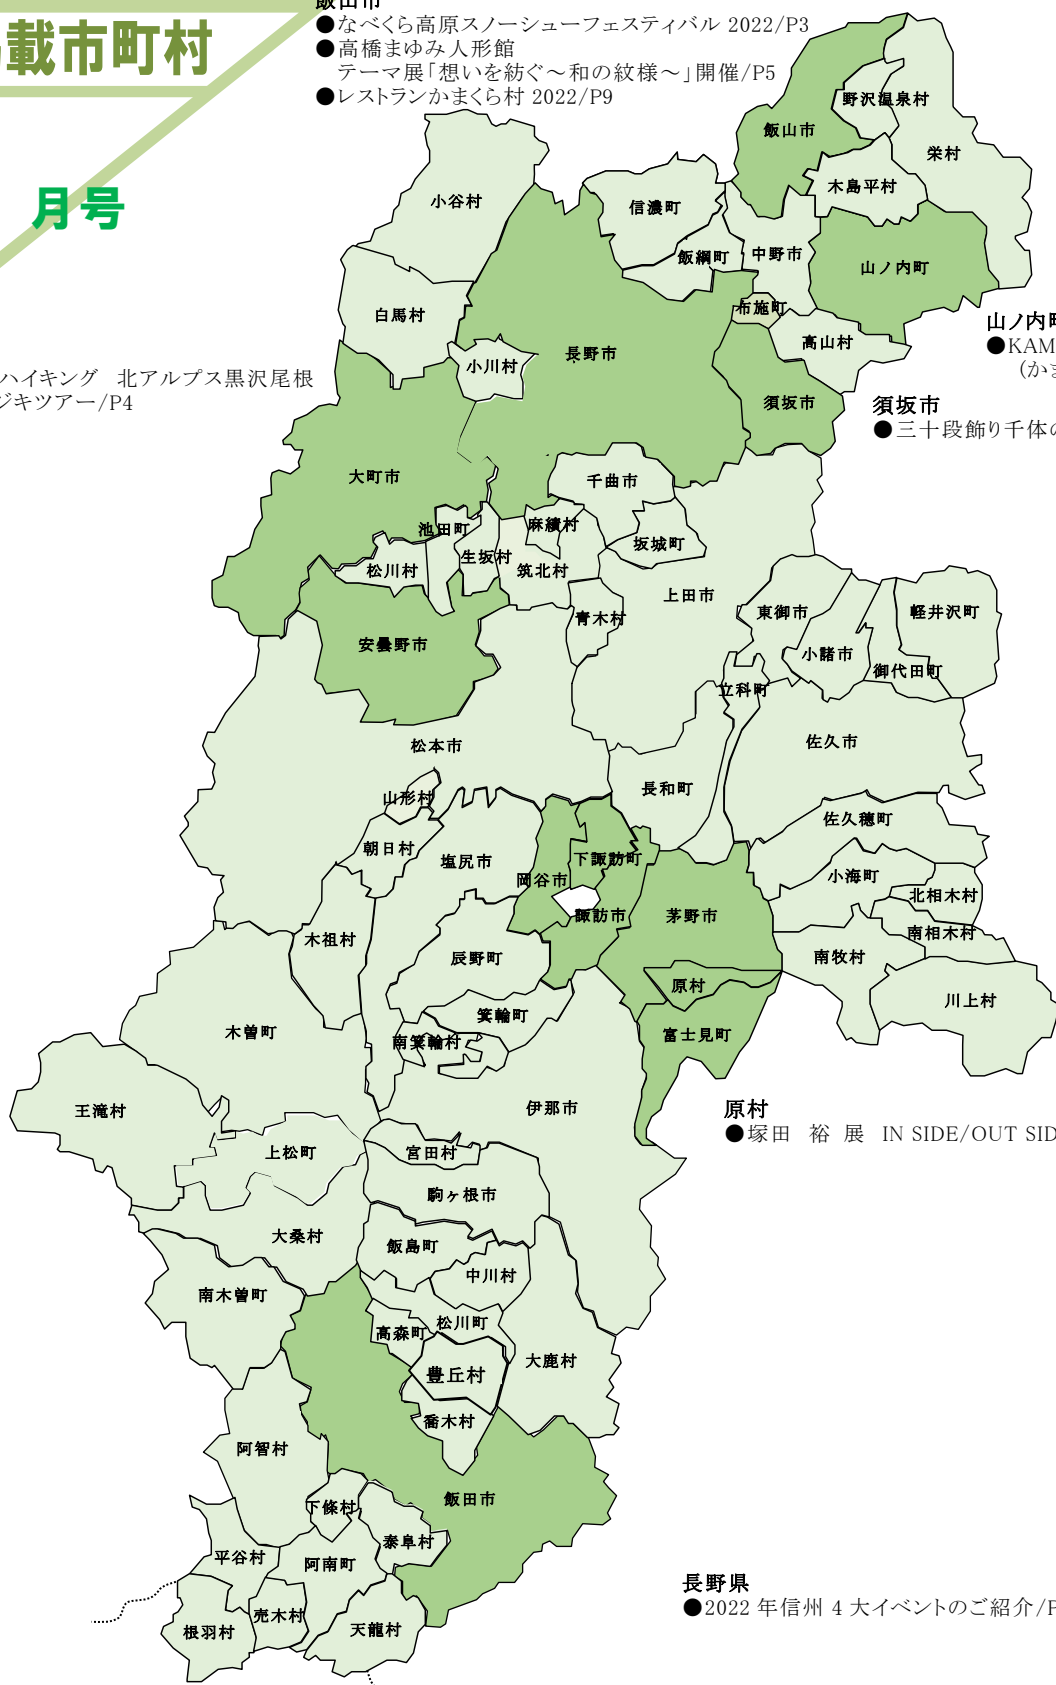 載市町村
月号
飯山市
●なべくら高原スノーシューフェスティバル 2022/P3
●高橋まゆみ人形館
テーマ展「想いを紡ぐ～和の紋様～」開催/P5
●レストランかまくら村 2022/P9
野沢温泉村
飯山市
栄村
木島平村
小谷村
信濃町
飯綱町
中野市
山ノ内町
白馬村
布施町
高山村
長野市
小川村
山ノ内町
●KAM
（かま
ハイキング 北アルプス黒沢尾根
ジキツアー/P4
須坂市
須坂市
●三十段飾り千体の
大町市
千曲市
池田町
麻績村
坂城町
生坂村
松川村
筑北村
上田市
青木村
東御市
軽井沢町
安曇野市
小諸市
御代田町
立科町
松本市
佐久市
長和町
山形村
佐久穂町
朝日村
塩尻市
下諏訪町
岡谷市
小海町
北相木村
諏訪市
茅野市
木祖村
南相木村
辰野町
南牧村
原村
川上村
箕輪町
木曽町
南箕輪村
富士見町
王滝村
伊那市
原村
●塚田 裕 展 IN SIDE/OUT SID
上松町
宮田村
駒ヶ根市
大桑村
飯島町
中川村
南木曽町
松川町
高森町
大鹿村
豊丘村
喬木村
阿智村
飯田市
下條村
泰阜村
平谷村
阿南町
売木村
天龍村
根羽村
長野県
●2022 年信州 4 大イベントのご紹介/P